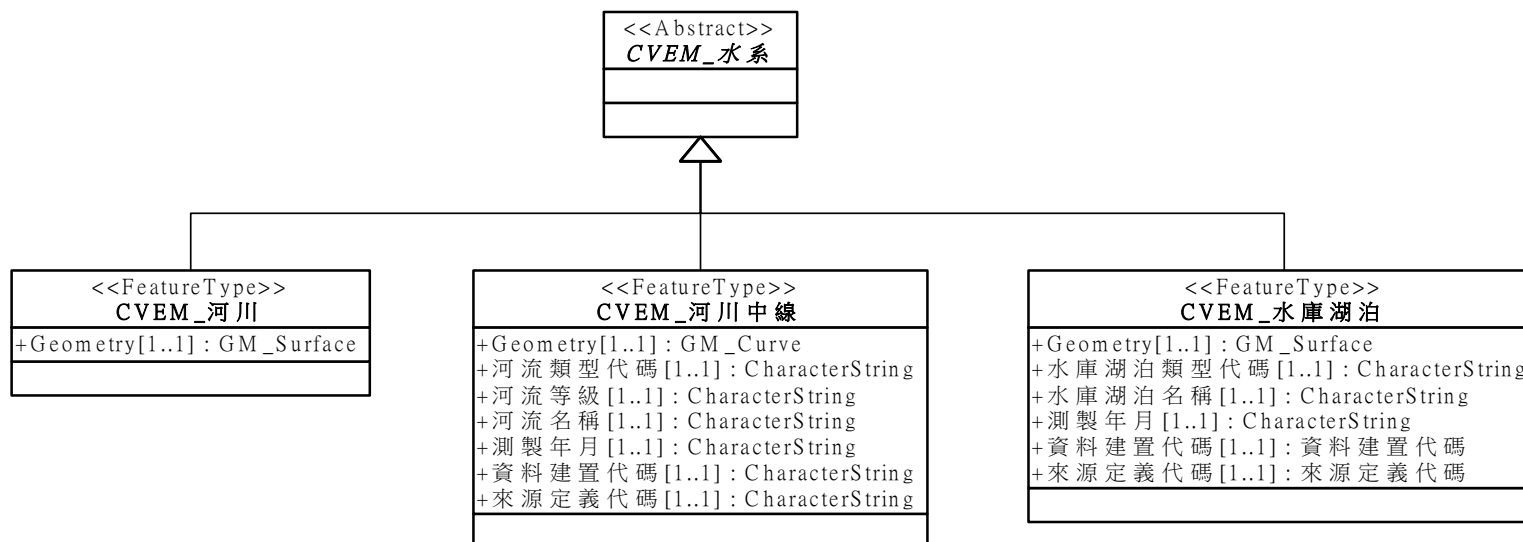 <<Abstract>>
CVEM_水系
<<FeatureType>>
CVEM_河川
+Geometry[1..1] : GM_Surface
<<FeatureType>>
CVEM_河川中線
+Geometry[1..1] : GM_Curve
+河流類型代碼[1..1] : CharacterString
+河流等級[1..1] : CharacterString
+河流名稱[1..1] : CharacterString
+測製年月[1..1] : CharacterString
+資料建置代碼[1..1] : CharacterString
+來源定義代碼[1..1] : CharacterString
<<FeatureType>>
CVEM_水庫湖泊
+Geometry[1..1] : GM_Surface
+水庫湖泊類型代碼[1..1] : CharacterString
+水庫湖泊名稱[1..1] : CharacterString
+測製年月[1..1] : CharacterString
+資料建置代碼[1..1] : 資料建置代碼
+來源定義代碼[1..1] : 來源定義代碼